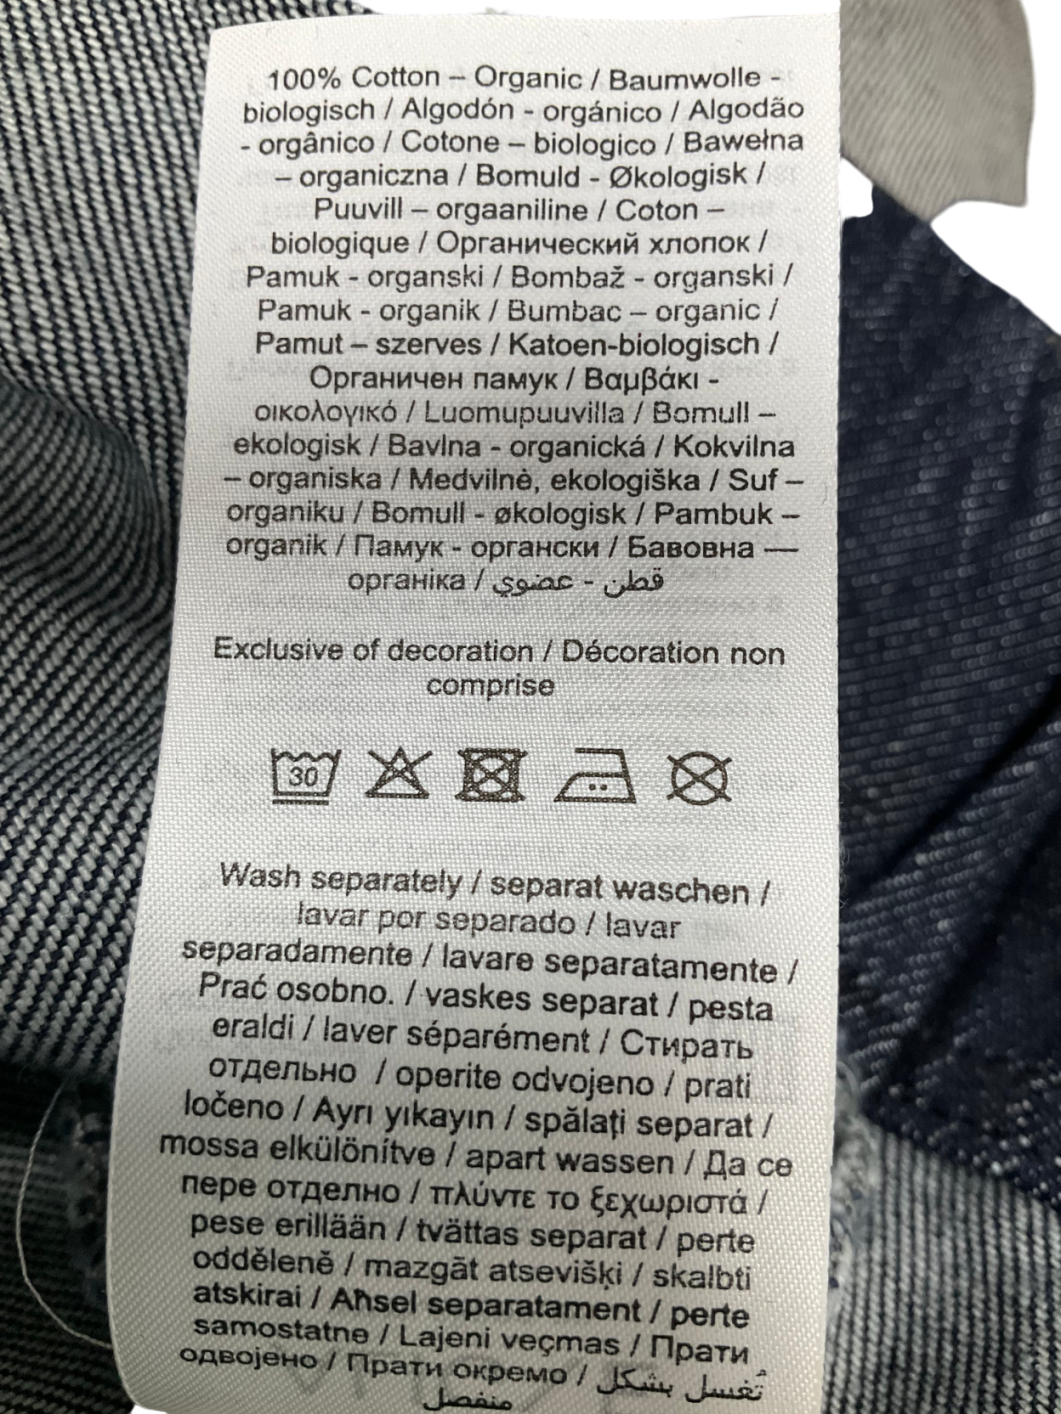 100% Cotton – Organic / Baumwolle -
biologisch / Algodón - orgánico / Algodão
- orgânico / Cotone – biologico / Bawełna
– organiczna / Bomuld - Økologisk /
Puuvill – orgaaniline / Coton –
biologique / Органический хлопок /
Pamuk - organski / Bombaž - organski /
Pamuk - organik / Bumbac – organic /
Pamut – szerves / Katoen-biologisch /
Органичен памук / Βαμβάκι -
οικολογικό / Luomupuuvilla / Bomull –
ekologisk / Bavlna - organická / Kokvilna
– organiska / Medvilnė, ekologiška / Suf –
organiku / Bomull - økologisk / Pambuk –
organik / Памук - органски / Бавовна —
органіка / قطن - عضوي
Exclusive of decoration / Décoration non
comprise
30
Wash separately / separat waschen /
lavar por separado / lavar
separadamente / lavare separatamente /
Prać osobno. / vaskes separat / pesta
eraldi / laver séparément / Стирать
отдельно / operite odvojeno / prati
ločeno / Ayrı yıkayın / spălați separat /
mossa elkülönítve / apart wassen / Да се
пере отделно / πλύντε το ξεχωριστά /
pese erillään / tvättas separat / perte
odděleně / mazgāt atsevišķi / skalbti
atskirai / Aħsel separatament / perte
samostatne / Lajeni veçmas / Прати
одвојено / Прати окремо / تُغسل بشكل
منفصل